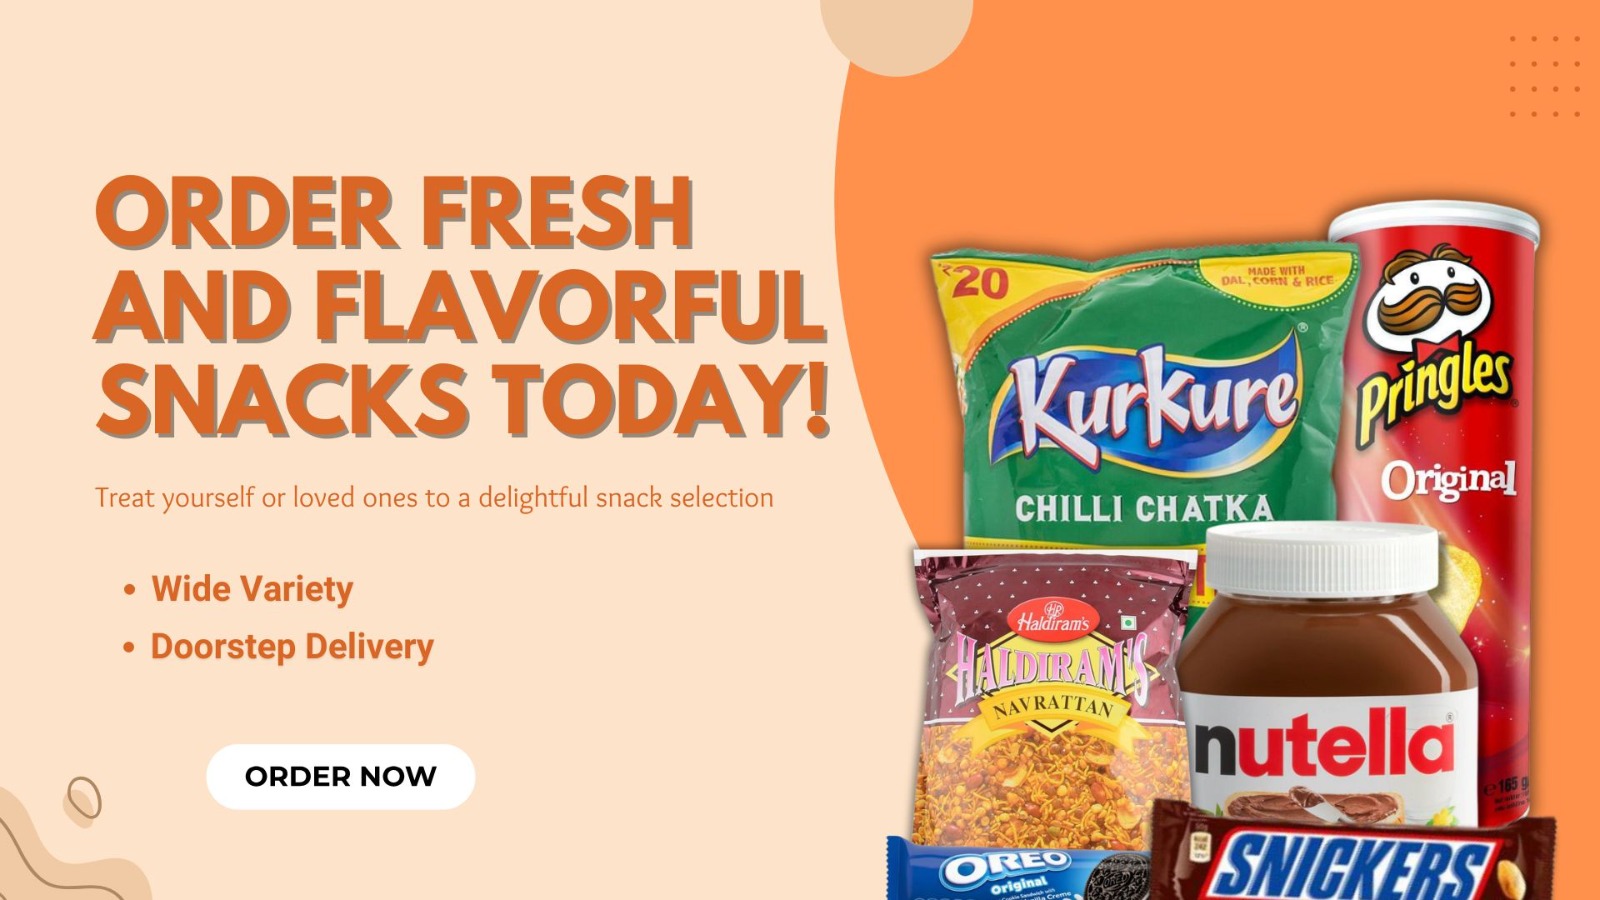 ORDER FRESH
AND FLAVORFUL
SNACKS TODAY!
Treat yourself or loved ones to a delightful snack selection
• Wide Variety
• Doorstep Delivery
ORDER NOW
₹20
MADE WITH
DAL, CORN & RICE
Kurkure®
CHILLI CHATKA
Pringles
Original
HR
Haldiram's
HALDIRAM'S
NAVRATTAN
nutella®
e 165 g
OREO
Original
SNICKERS